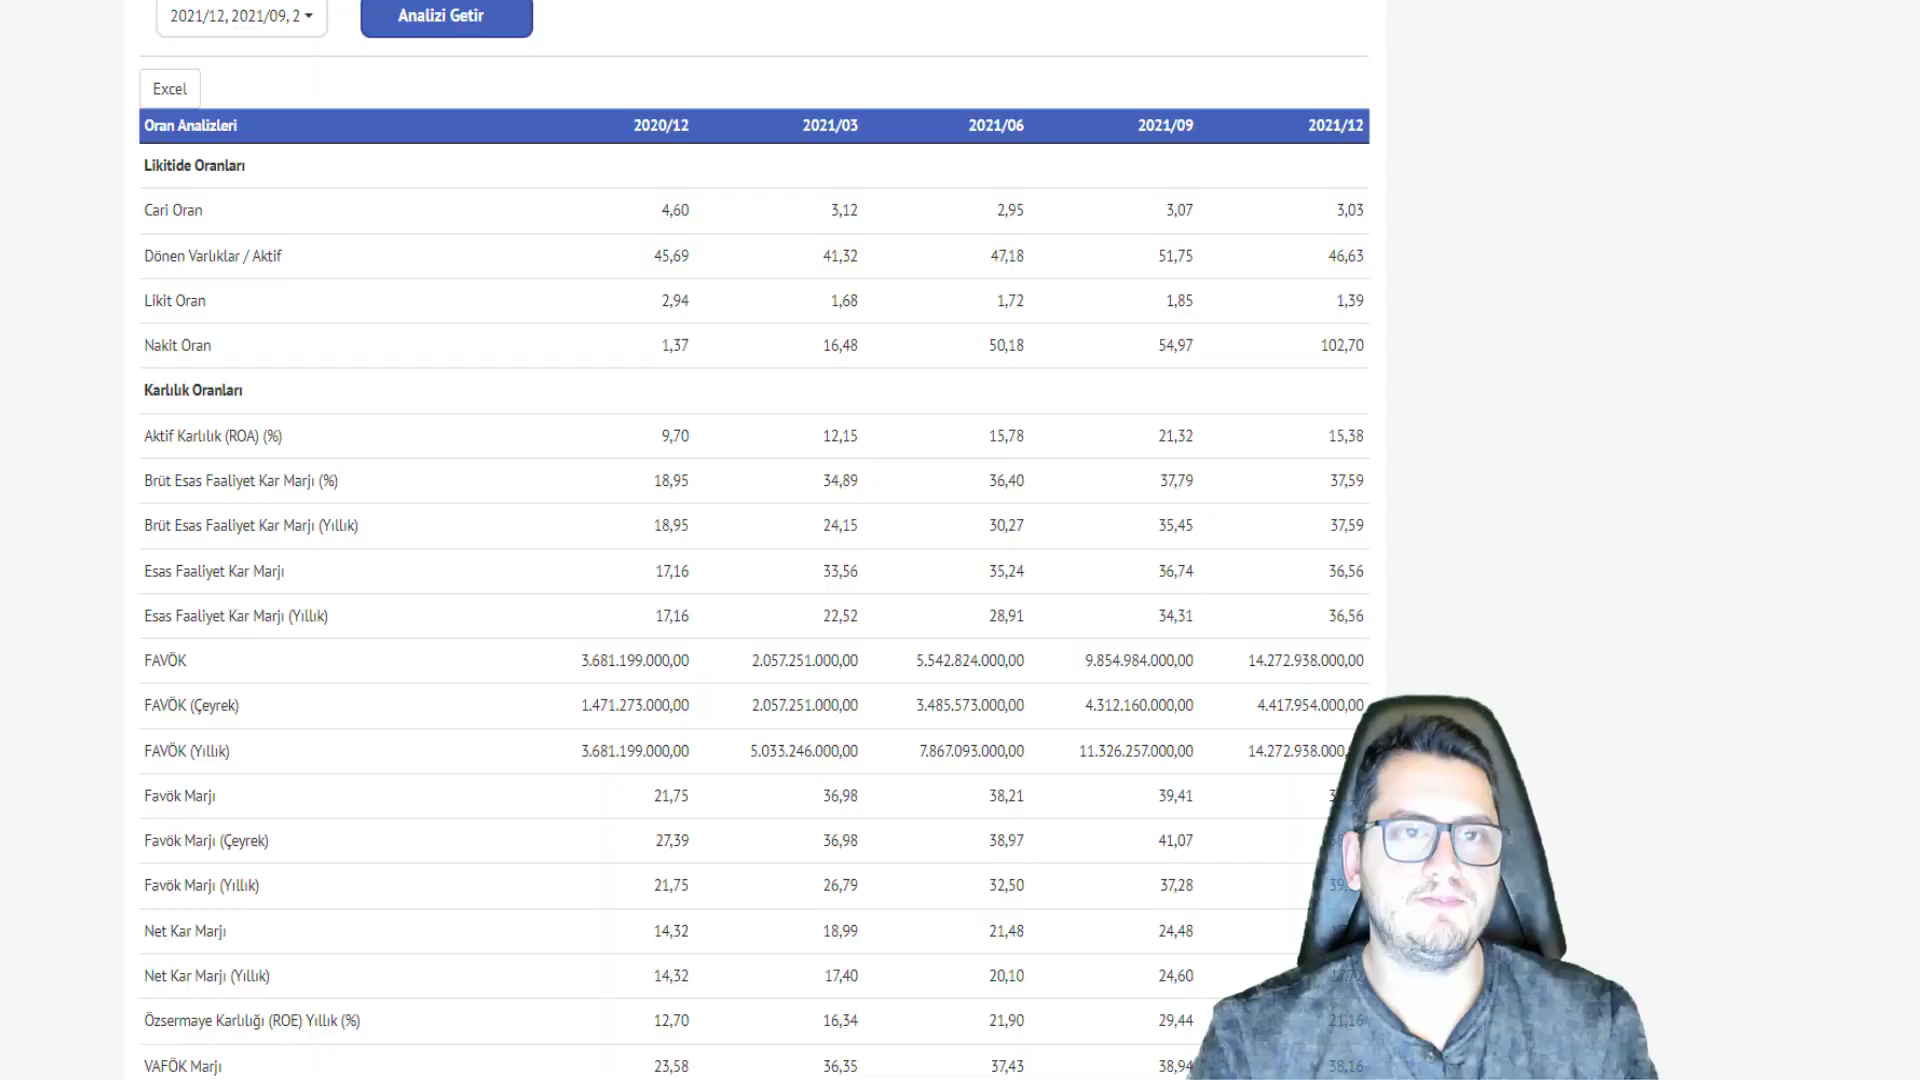 2021/12, 2021/09, 2
Analizi Getir
Excel
Oran Analizleri 2020/12 2021/03 2021/06 2021/09 2021/12
Likitide Oranları
Cari Oran 4,60 3,12 2,95 3,07 3,03
Dönen Varlıklar / Aktif 45,69 41,32 47,18 51,75 46,63
Likit Oran 2,94 1,68 1,72 1,85 1,39
Nakit Oran 1,37 16,48 50,18 54,97 102,70
Karlılık Oranları
Aktif Karlılık (ROA) (%) 9,70 12,15 15,78 21,32 15,38
Brüt Esas Faaliyet Kar Marjı (%) 18,95 34,89 36,40 37,79 37,59
Brüt Esas Faaliyet Kar Marjı (Yıllık) 18,95 24,15 30,27 35,45 37,59
Esas Faaliyet Kar Marjı 17,16 33,56 35,24 36,74 36,56
Esas Faaliyet Kar Marjı (Yıllık) 17,16 22,52 28,91 34,31 36,56
FAVÖK 3.681.199.000,00 2.057.251.000,00 5.542.824.000,00 9.854.984.000,00 14.272.938.000,00
FAVÖK (Çeyrek) 1.471.273.000,00 2.057.251.000,00 3.485.573.000,00 4.312.160.000,00 4.417.954.000,00
FAVÖK (Yıllık) 3.681.199.000,00 5.033.246.000,00 7.867.093.000,00 11.326.257.000,00 14.272.938.000
Favök Marjı 21,75 36,98 38,21 39,41
Favök Marjı (Çeyrek) 27,39 36,98 38,97 41,07
Favök Marjı (Yıllık) 21,75 26,79 32,50 37,28
Net Kar Marjı 14,32 18,99 21,48 24,48
Net Kar Marjı (Yıllık) 14,32 17,40 20,10 24,60 17,72
Özsermaye Karlılığı (ROE) Yıllık (%) 12,70 16,34 21,90 29,44 21,16
VAFÖK Marjı 23,58 36,35 37,43 38,94 38,16